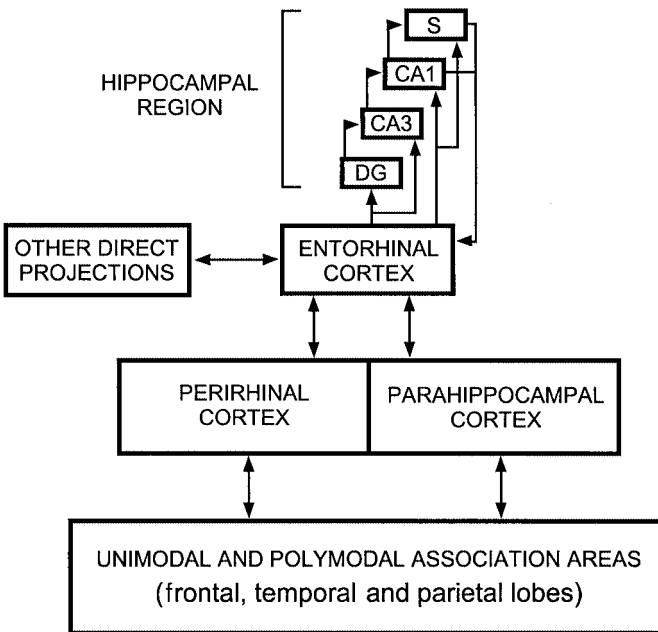 S
HIPPOCAMPAL
REGION
CA1
CA3
DG
OTHER DIRECT
PROJECTIONS
ENTORHINAL
CORTEX
PERIRHINAL
CORTEX
PARAHIPPOCAMPAL
CORTEX
UNIMODAL AND POLYMODAL ASSOCIATION AREAS
(frontal, temporal and parietal lobes)